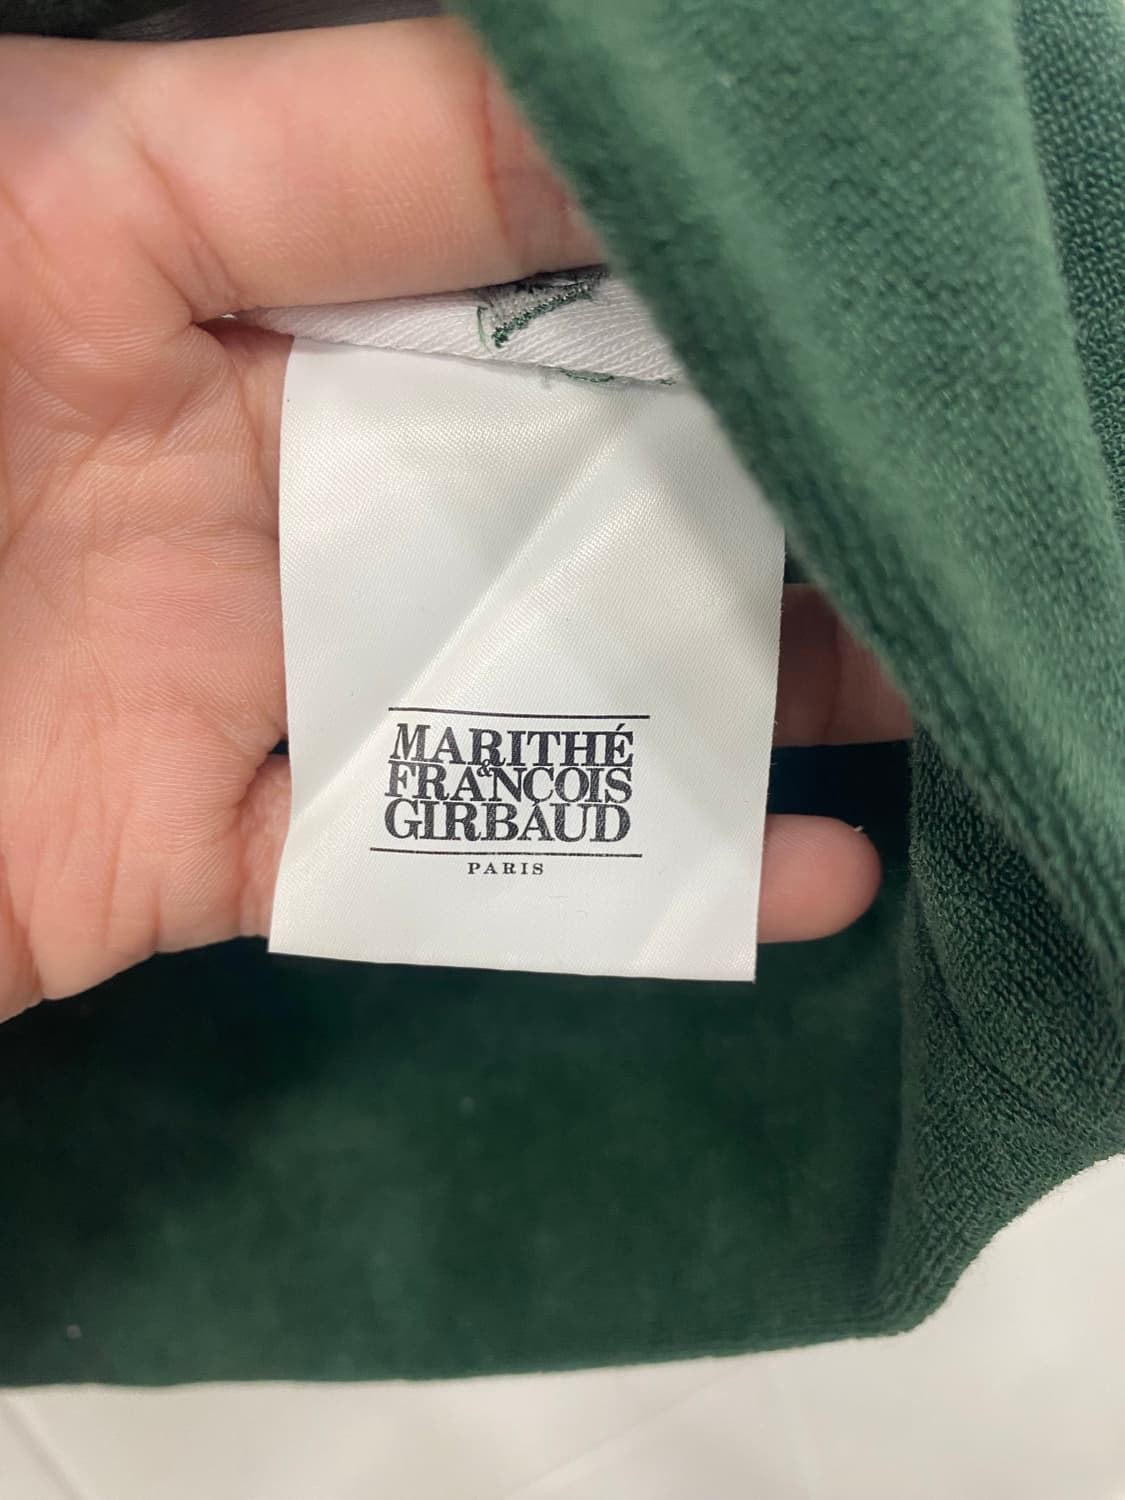 MARITHÉ
&
FRANÇOIS
GIRBAUD
PARIS